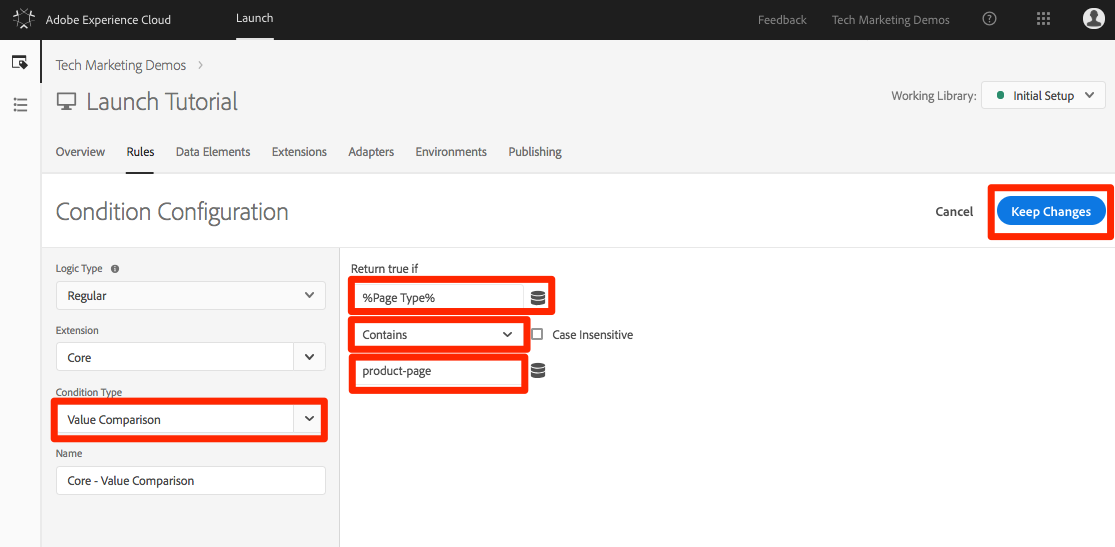 Adobe Experience Cloud
Launch
Feedback
Tech Marketing Demos
Tech Marketing Demos
Launch Tutorial
Working Library:
Initial Setup
Overview
Rules
Data Elements
Extensions
Adapters
Environments
Publishing
Condition Configuration
Cancel
Keep Changes
Logic Type
Regular
Extension
Core
Condition Type
Value Comparison
Name
Core - Value Comparison
Return true if
%Page Type%
Contains
Case Insensitive
product-page